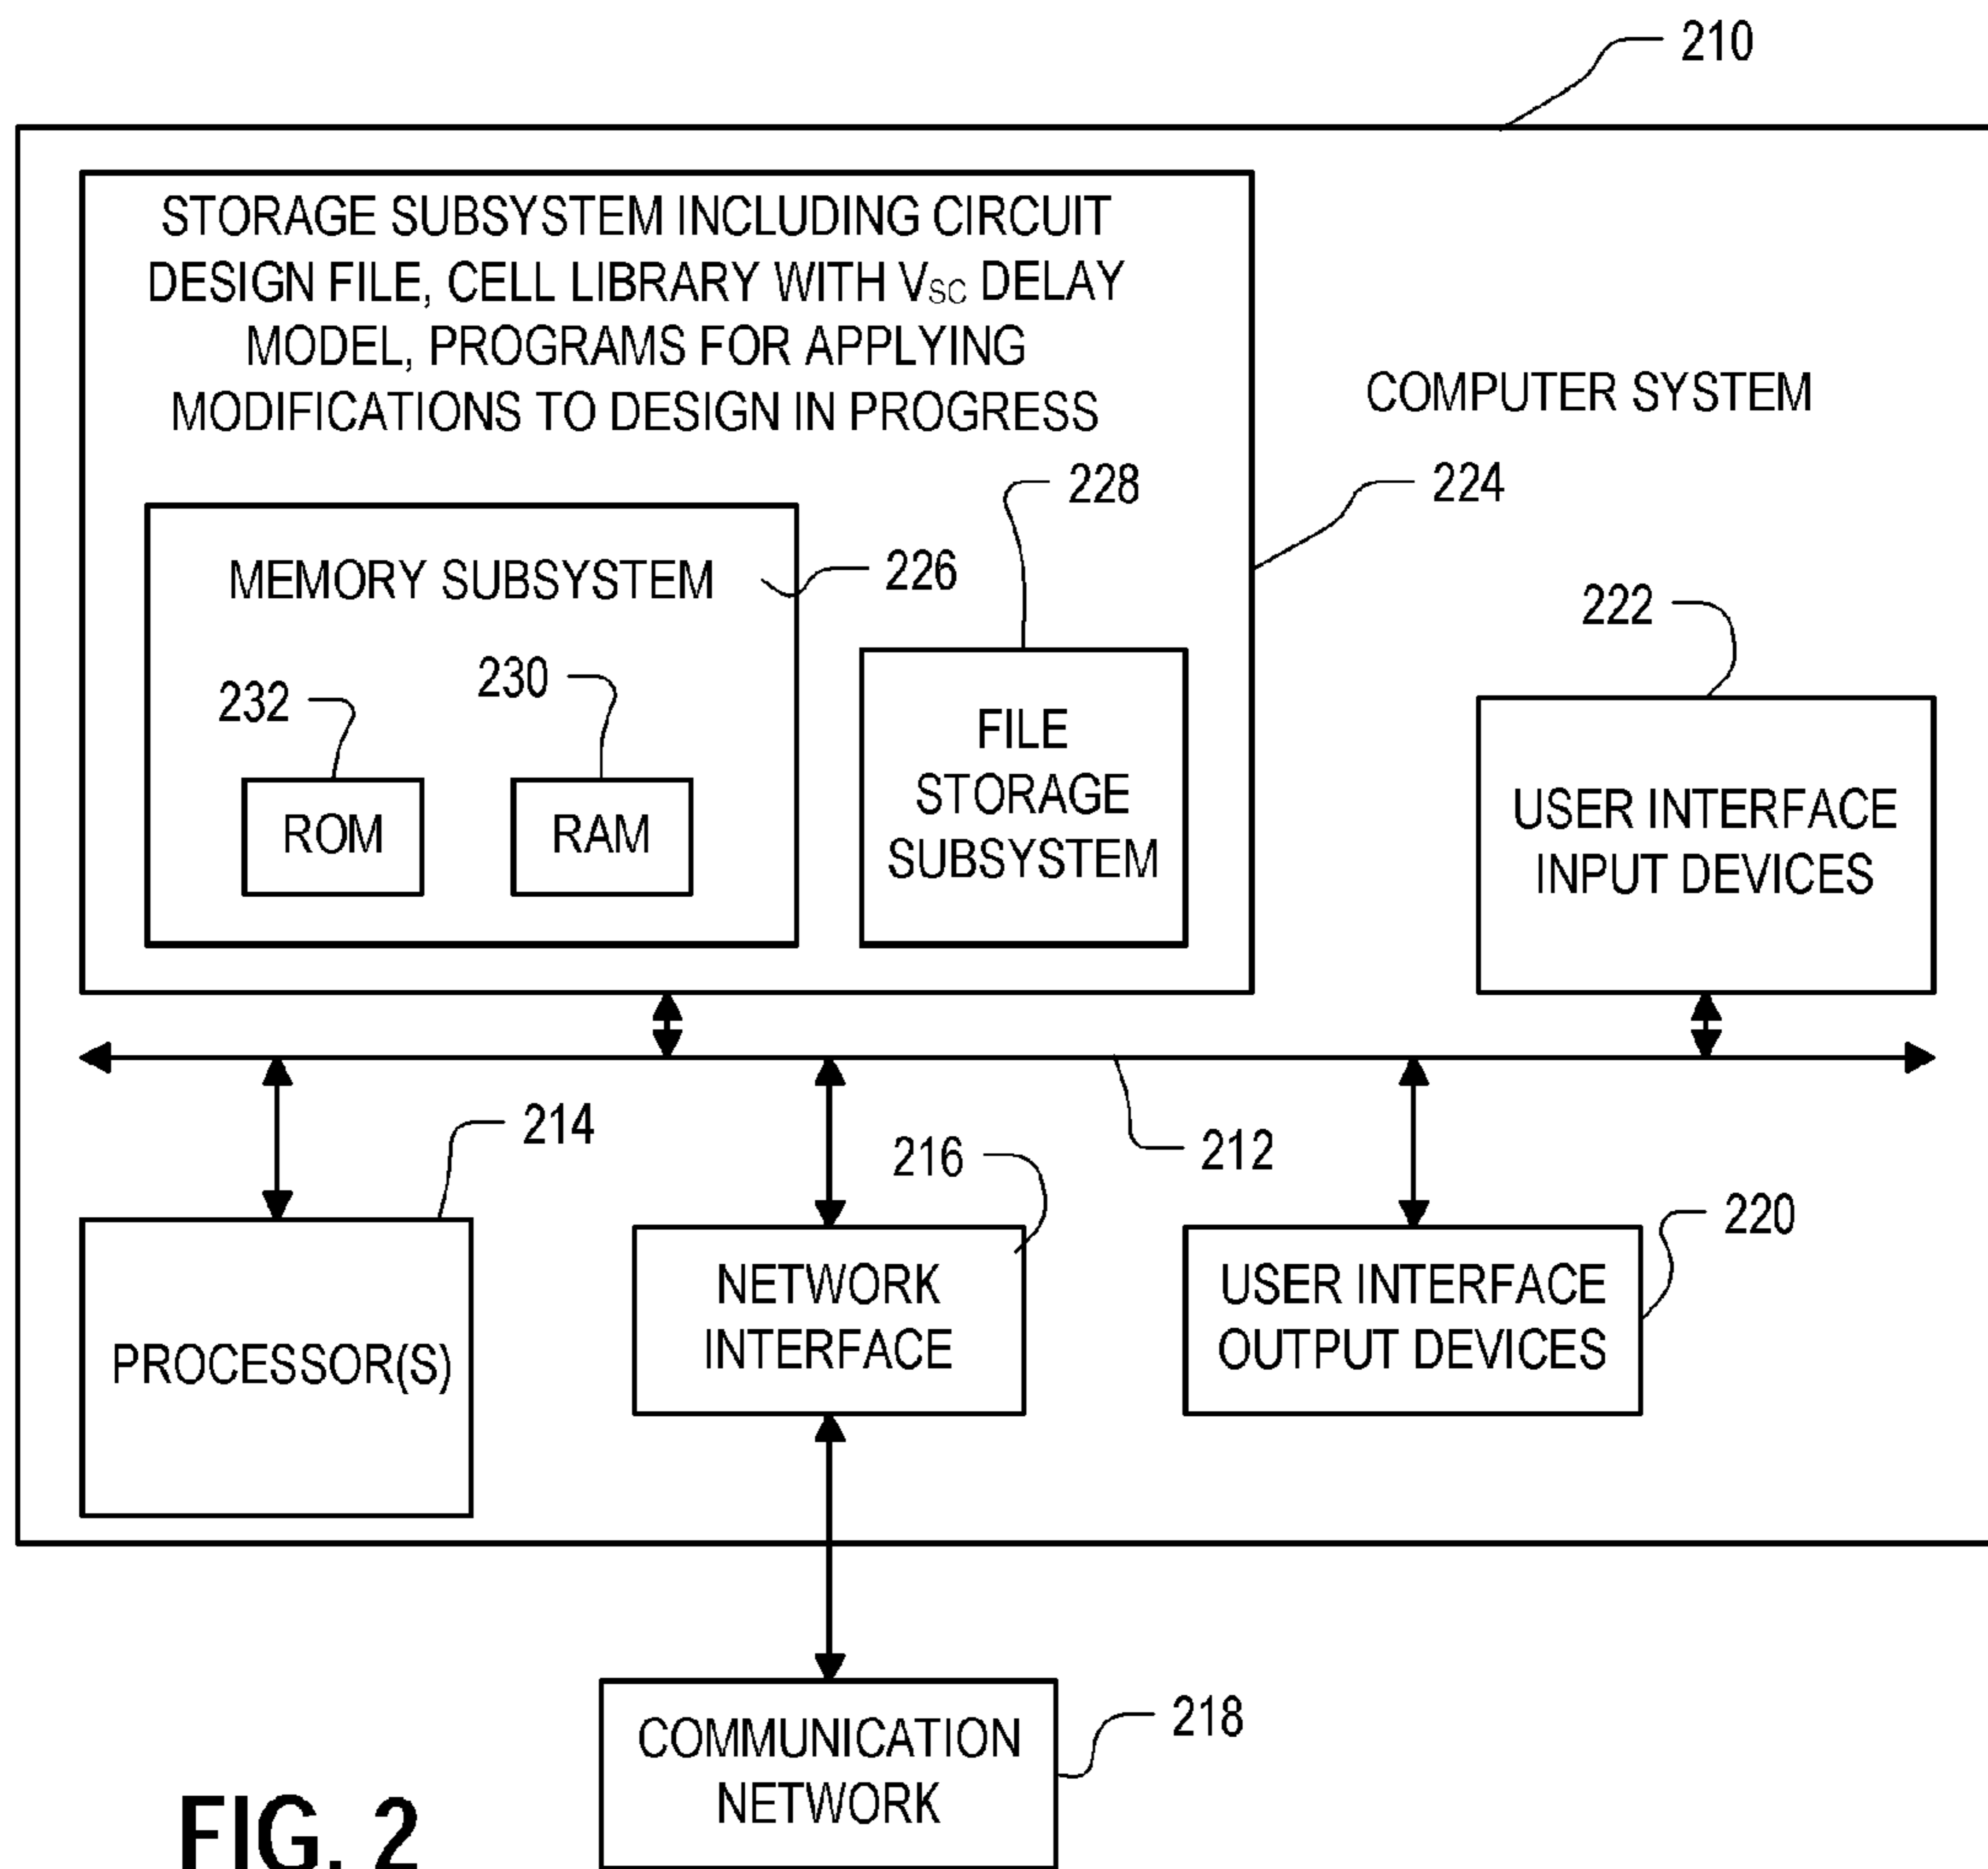 210
STORAGE SUBSYSTEM INCLUDING CIRCUIT
DESIGN FILE, CELL LIBRARY WITH VSC DELAY
MODEL, PROGRAMS FOR APPLYING
MODIFICATIONS TO DESIGN IN PROGRESS
COMPUTER SYSTEM
228
224
MEMORY SUBSYSTEM
226
222
232
230
FILE
STORAGE
SUBSYSTEM
ROM
RAM
USER INTERFACE
INPUT DEVICES
214
216
212
220
PROCESSOR(S)
NETWORK
INTERFACE
USER INTERFACE
OUTPUT DEVICES
COMMUNICATION
NETWORK
218
FIG. 2